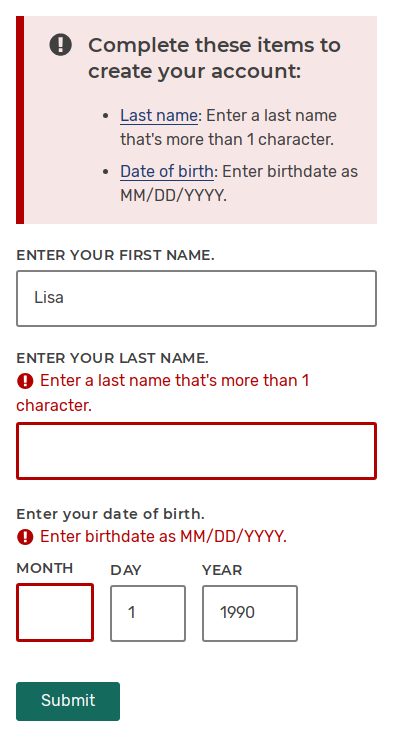 Complete these items to
create your account:
Last name: Enter a last name
that's more than 1 character.
Date of birth: Enter birthdate as
MM/DD/YYYY.
ENTER YOUR FIRST NAME.
Lisa
ENTER YOUR LAST NAME.
Enter a last name that's more than 1
character.
Enter your date of birth.
Enter birthdate as MM/DD/YYYY.
MONTH DAY YEAR
1 1990
Submit